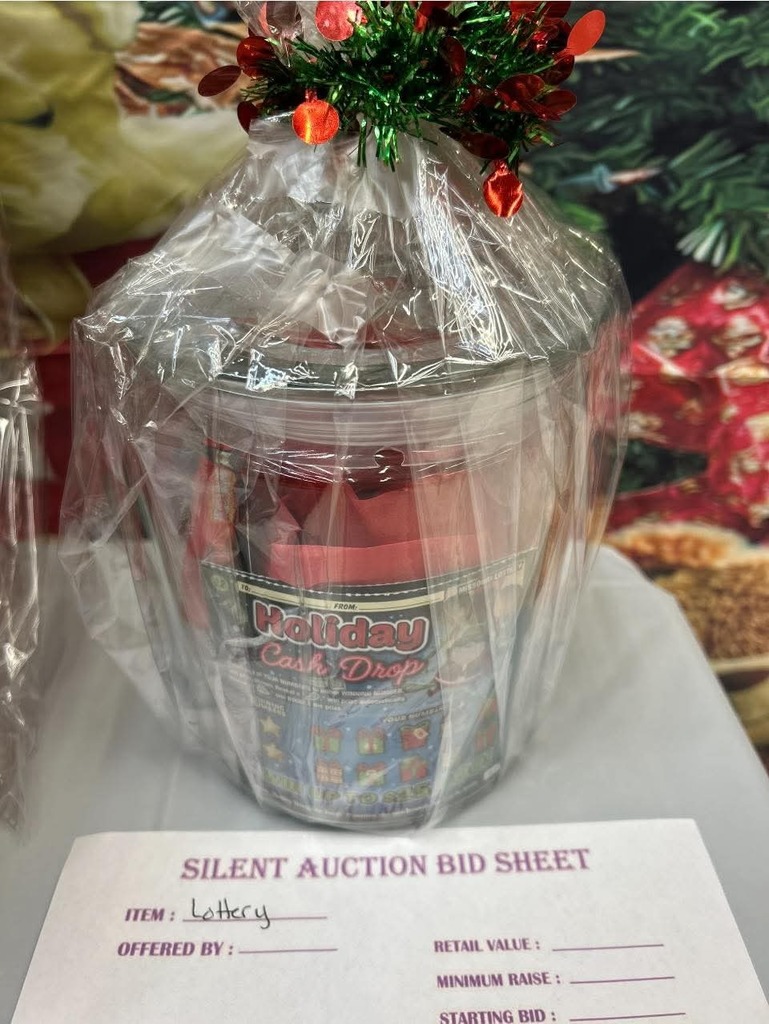 TO:
FROM:
Holiday
Cash Drop
SILENT AUCTION BID SHEET
ITEM : Lottery
OFFERED BY :
RETAIL VALUE :
MINIMUM RAISE :
STARTING BID :